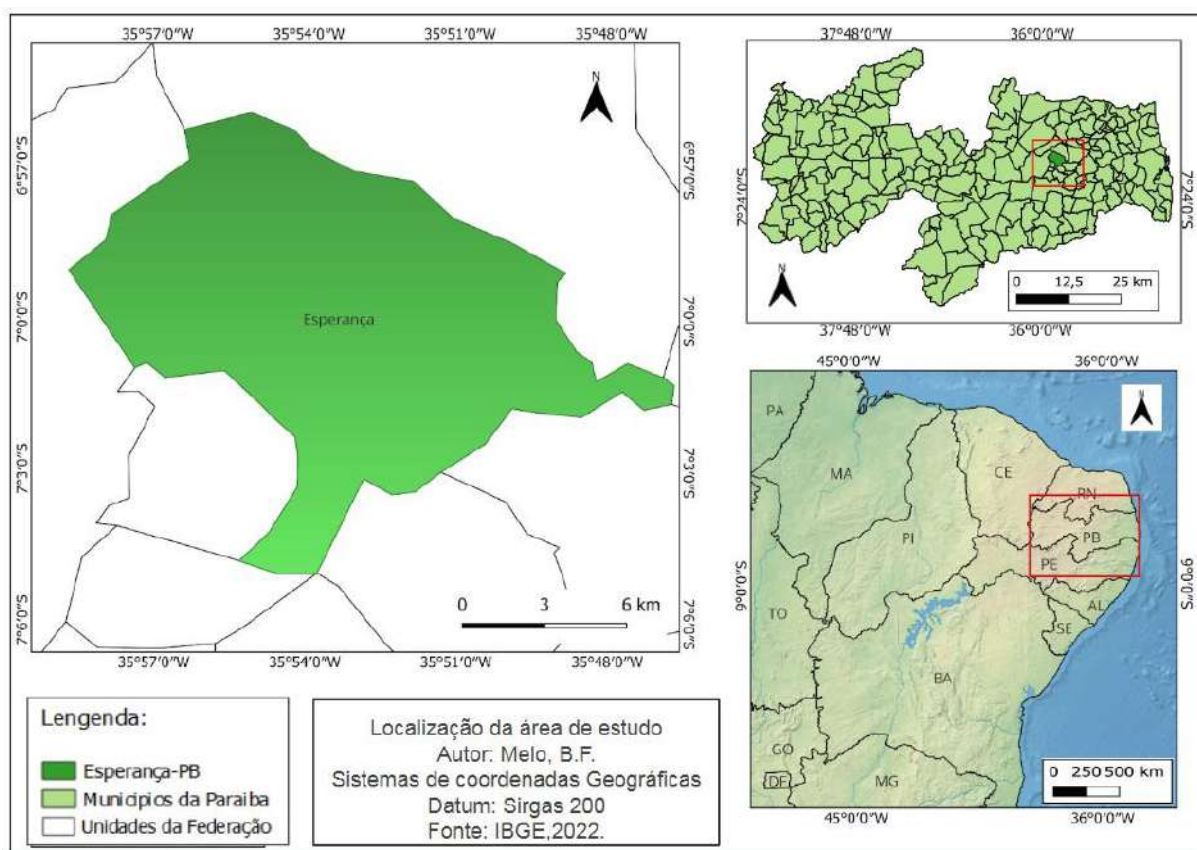 35°57'0"W 35°54'0"W 35°51'0"W 35°48'0"W
N
6°57'0"S 6°57'0"S
Esperança
7°0'0"S 7°0'0"S
7°3'0"S 7°3'0"S
0 3 6 km
7°6'0"S 7°6'0"S
35°57'0"W 35°54'0"W 35°51'0"W 35°48'0"W
37°48'0"W 36°0'0"W
7°24'0"S 7°24'0"S
N
0 12,5 25 km
37°48'0"W 36°0'0"W
45°0'0"W 36°0'0"W
N
PA
MA
CE
RN
PI
PB
PE
9°0'0"S 9°0'0"S
TO
AL
SE
BA
GO
DF
MG
0 250 500 km
45°0'0"W 36°0'0"W
Lengenda:
Esperança-PB
Municípios da Paraiba
Unidades da Federação
Localização da área de estudo
Autor: Melo, B.F.
Sistemas de coordenadas Geográficas
Datum: Sirgas 200
Fonte: IBGE,2022.